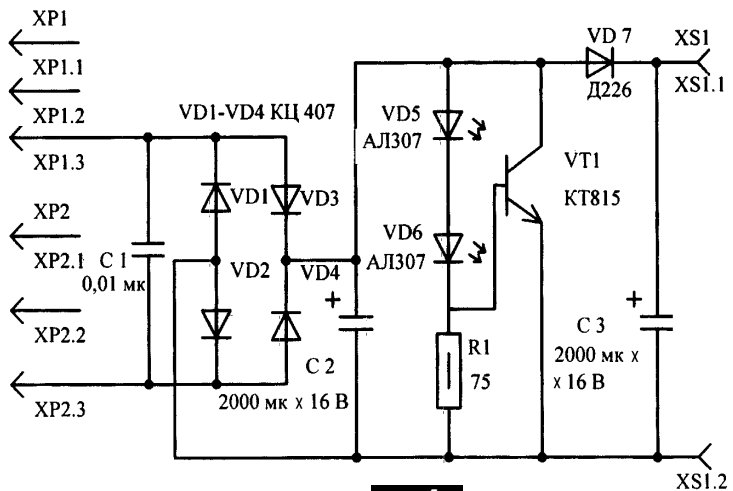 XP1
XP1.1
XP1.2
XP1.3
XP2
XP2.1
XP2.2
XP2.3
VD1-VD4 КЦ 407
VD1
VD3
VD2
VD4
C 1
0,01 мк
+
C 2
2000 мк x 16 В
VD5
АЛ307
VD6
АЛ307
R1
75
VT1
КТ815
VD 7
Д226
XS1
XS1.1
+
C 3
2000 мк x
x 16 В
XS1.2